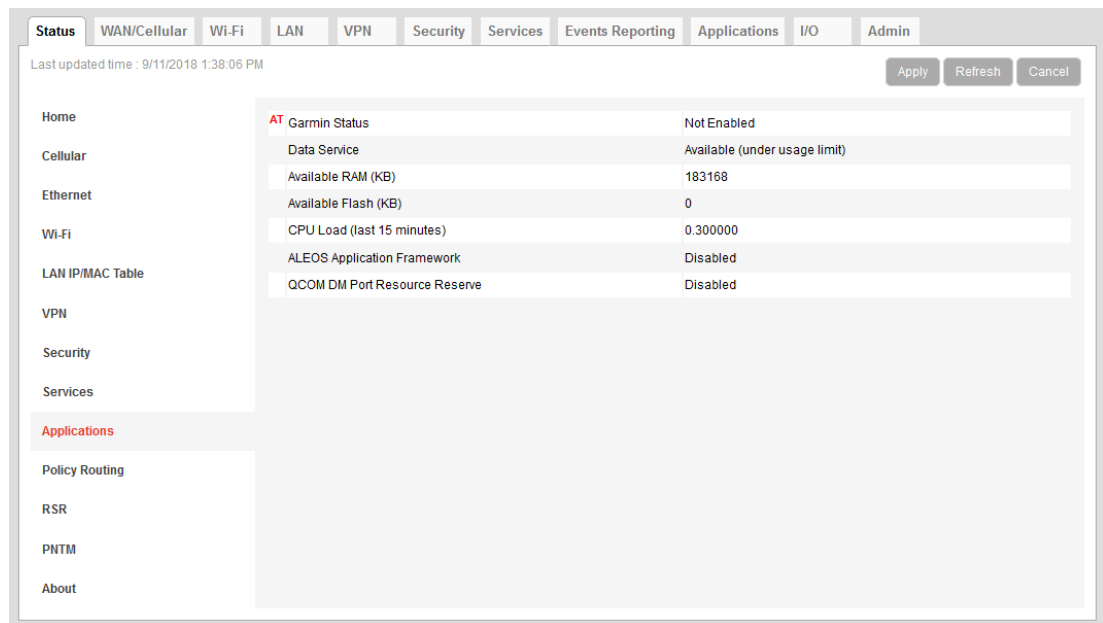 Status WAN/Cellular Wi-Fi LAN VPN Security Services Events Reporting Applications I/O Admin
Last updated time : 9/11/2018 1:38:06 PM
Apply Refresh Cancel
Home
Cellular
Ethernet
Wi-Fi
LAN IP/MAC Table
VPN
Security
Services
Applications
Policy Routing
RSR
PNTM
About
AT Garmin Status Not Enabled
Data Service Available (under usage limit)
Available RAM (KB) 183168
Available Flash (KB) 0
CPU Load (last 15 minutes) 0.300000
ALEOS Application Framework Disabled
QCOM DM Port Resource Reserve Disabled